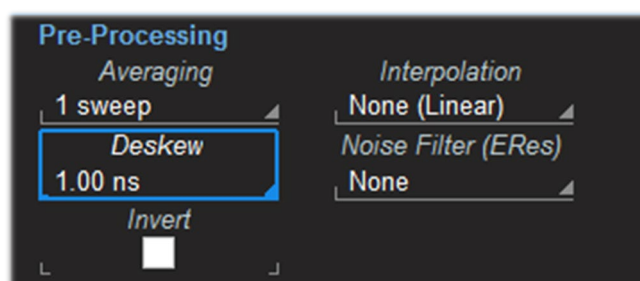 Pre-Processing
Averaging
1 sweep
Interpolation
None (Linear)
Deskew
1.00 ns
Noise Filter (ERes)
None
Invert